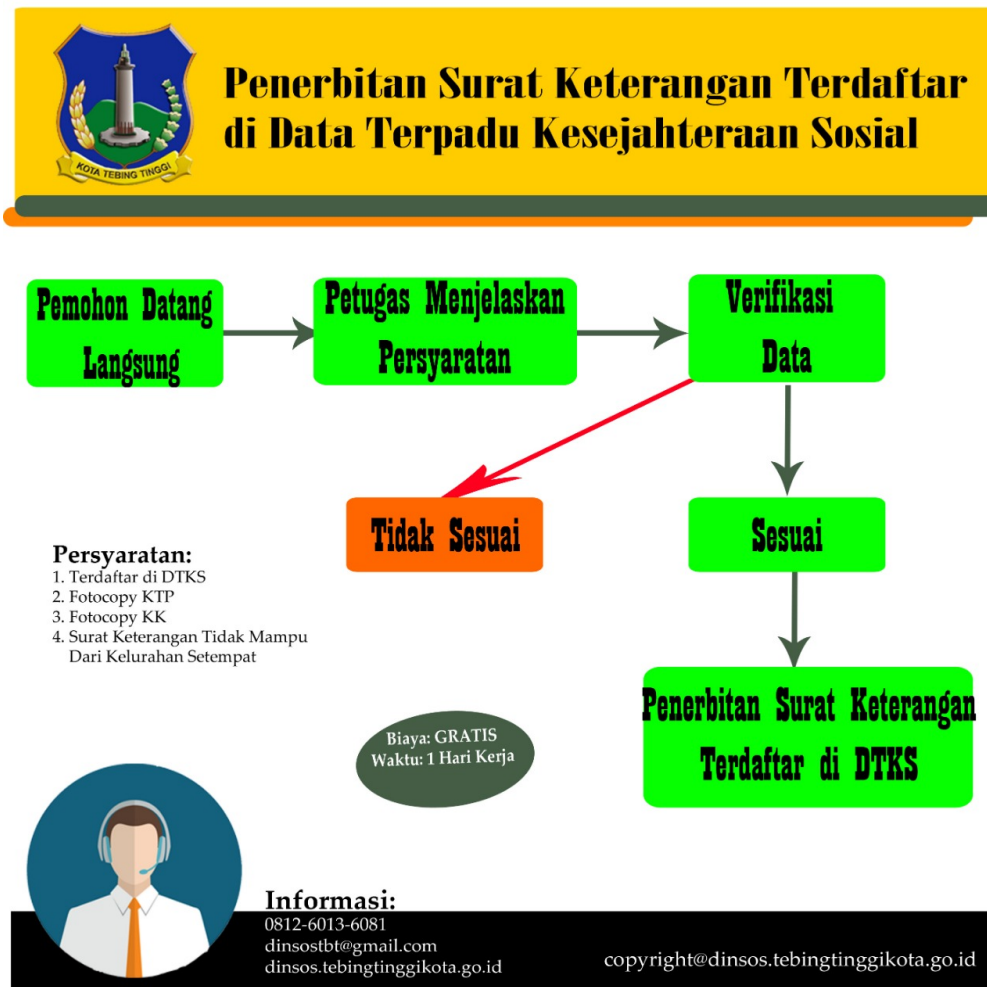 Penerbitan Surat Keterangan Terdaftar
di Data Terpadu Kesejahteraan Sosial
KOTA TEBING TINGGI
Pemohon Datang
Langsung
Petugas Menjelaskan
Persyaratan
Verifikasi
Data
Tidak Sesuai
Sesuai
Persyaratan:
1. Terdaftar di DTKS
2. Fotocopy KTP
3. Fotocopy KK
4. Surat Keterangan Tidak Mampu
Dari Kelurahan Setempat
Penerbitan Surat Keterangan
Terdaftar di DTKS
Biaya: GRATIS
Waktu: 1 Hari Kerja
Informasi:
0812-6013-6081
dinsostbt@gmail.com
dinsos.tebingtinggikota.go.id
copyright@dinsos.tebingtinggikota.go.id